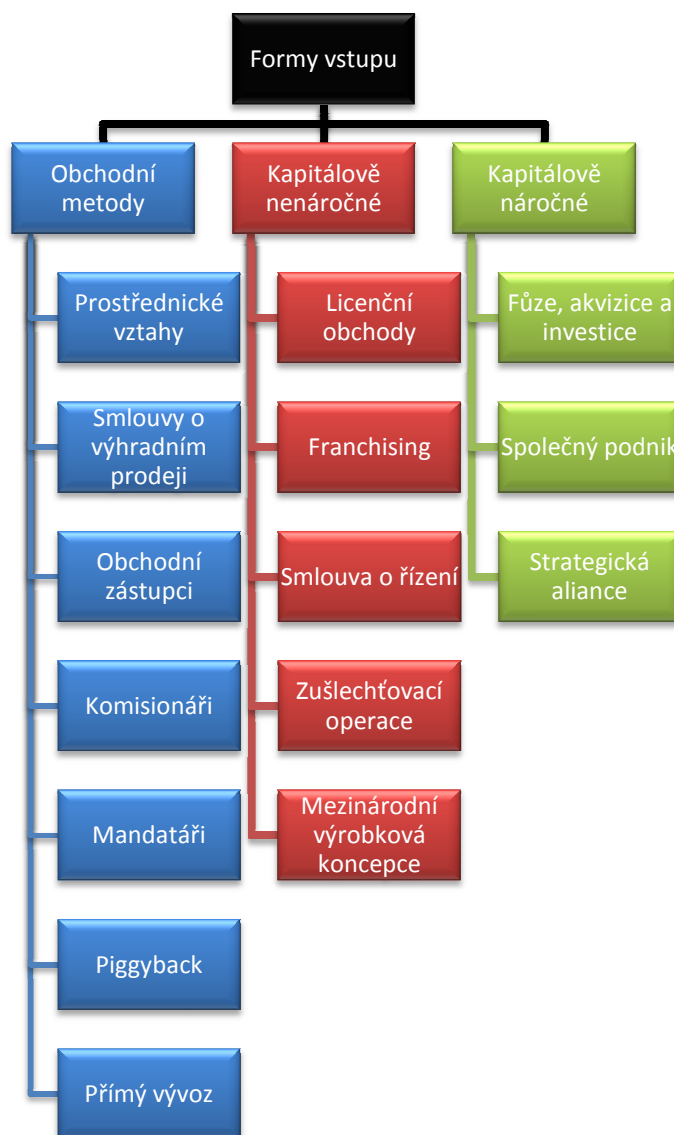 Formy vstupu
Obchodní
metody
Prostřednické
vztahy
Smlouvy o
výhradním
prodeji
Obchodní
zástupci
Komisionáři
Mandatáři
Piggyback
Přímý vývoz
Kapitálově
nenáročné
Licenční
obchody
Franchising
Smlouva o řízení
Zušlechťovací
operace
Mezinárodní
výrobková
koncepce
Kapitálově
náročné
Fůze, akvizice a
investice
Společný podnik
Strategická
aliance